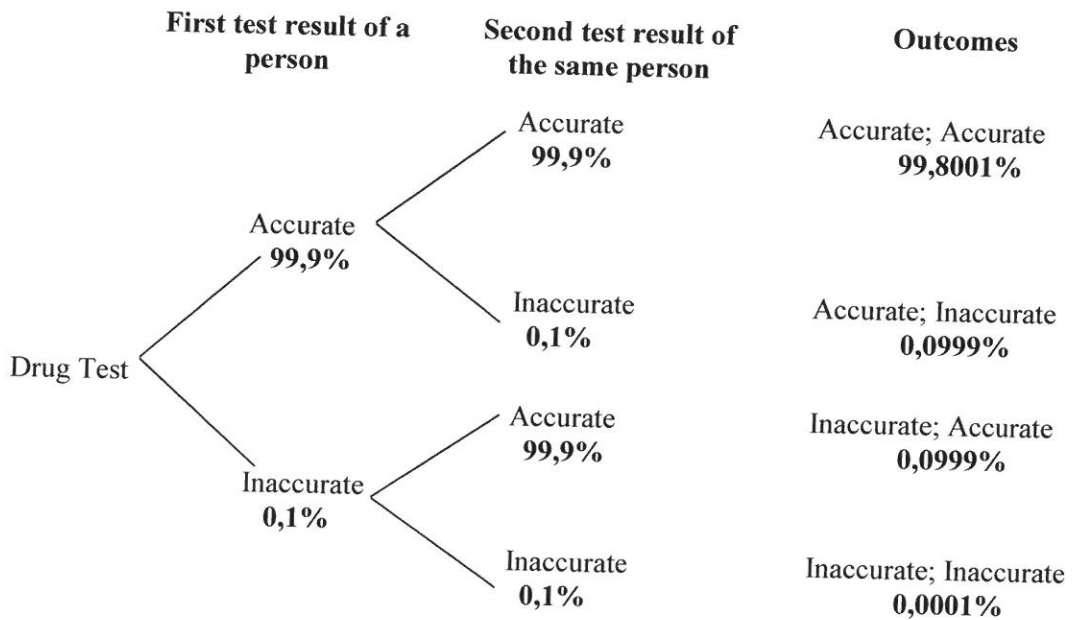 First test result of a
person
Second test result of
the same person
Outcomes
Accurate
99,9%
Accurate; Accurate
99,8001%
Accurate
99,9%
Inaccurate
0,1%
Accurate; Inaccurate
0,0999%
Drug Test
Accurate
99,9%
Inaccurate; Accurate
0,0999%
Inaccurate
0,1%
Inaccurate
0,1%
Inaccurate; Inaccurate
0,0001%